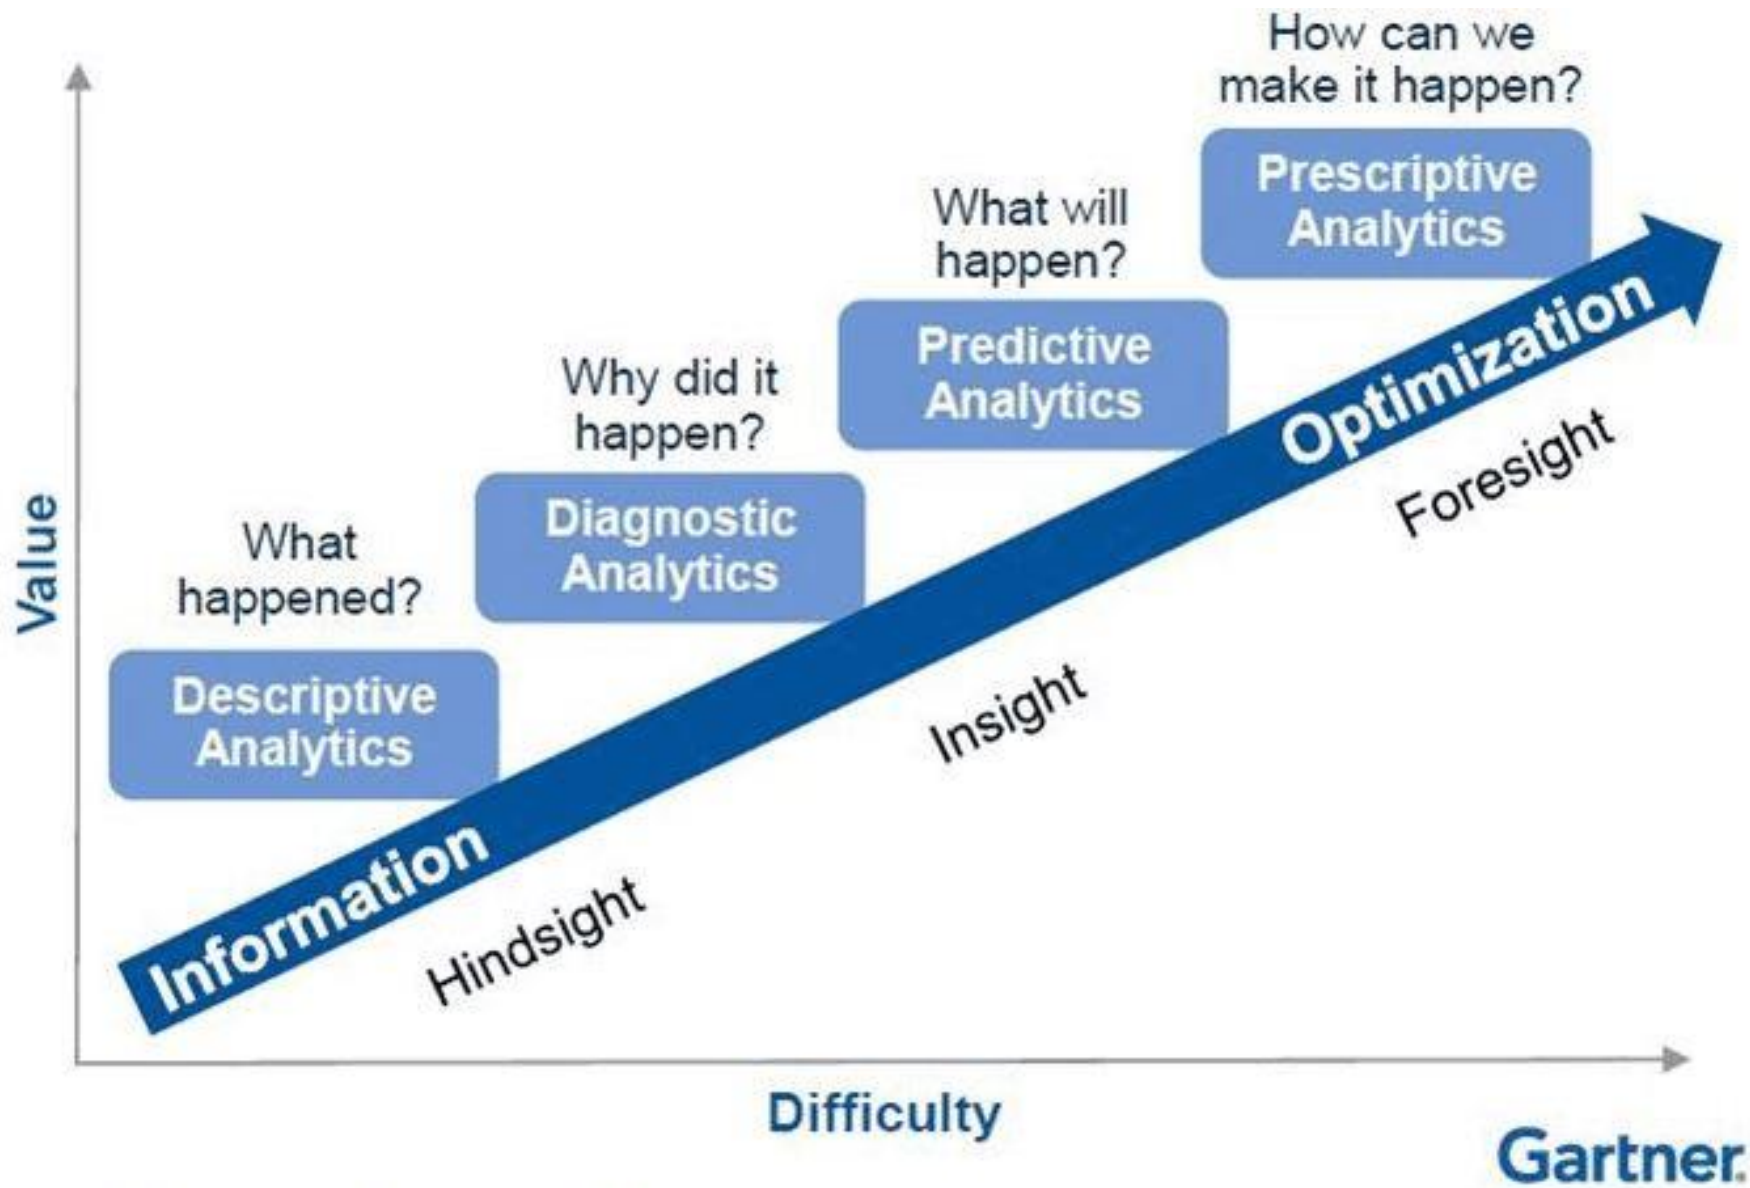 How can we
make it happen?
Prescriptive
Analytics
What will
happen?
Predictive
Analytics
Why did it
happen?
Diagnostic
Analytics
What
happened?
Descriptive
Analytics
Value
Information
Optimization
Hindsight
Insight
Foresight
Difficulty
Gartner.